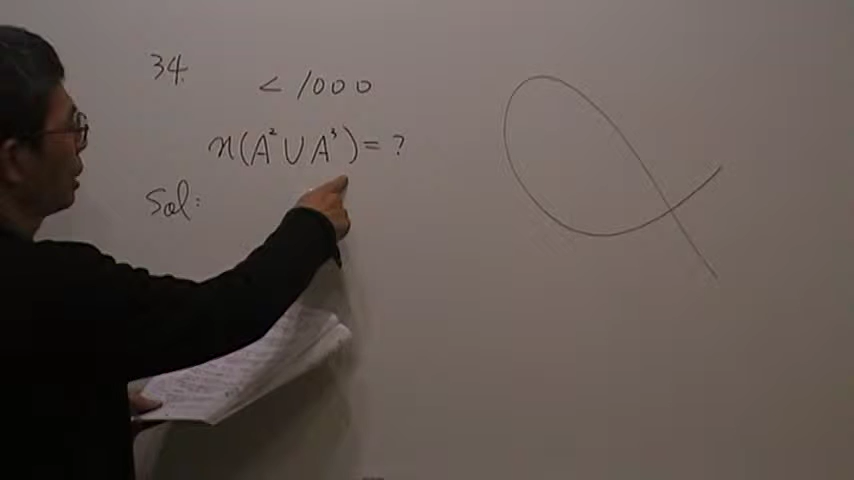 34.
< 1000
n(A² ∪ A³) = ?
Sol: